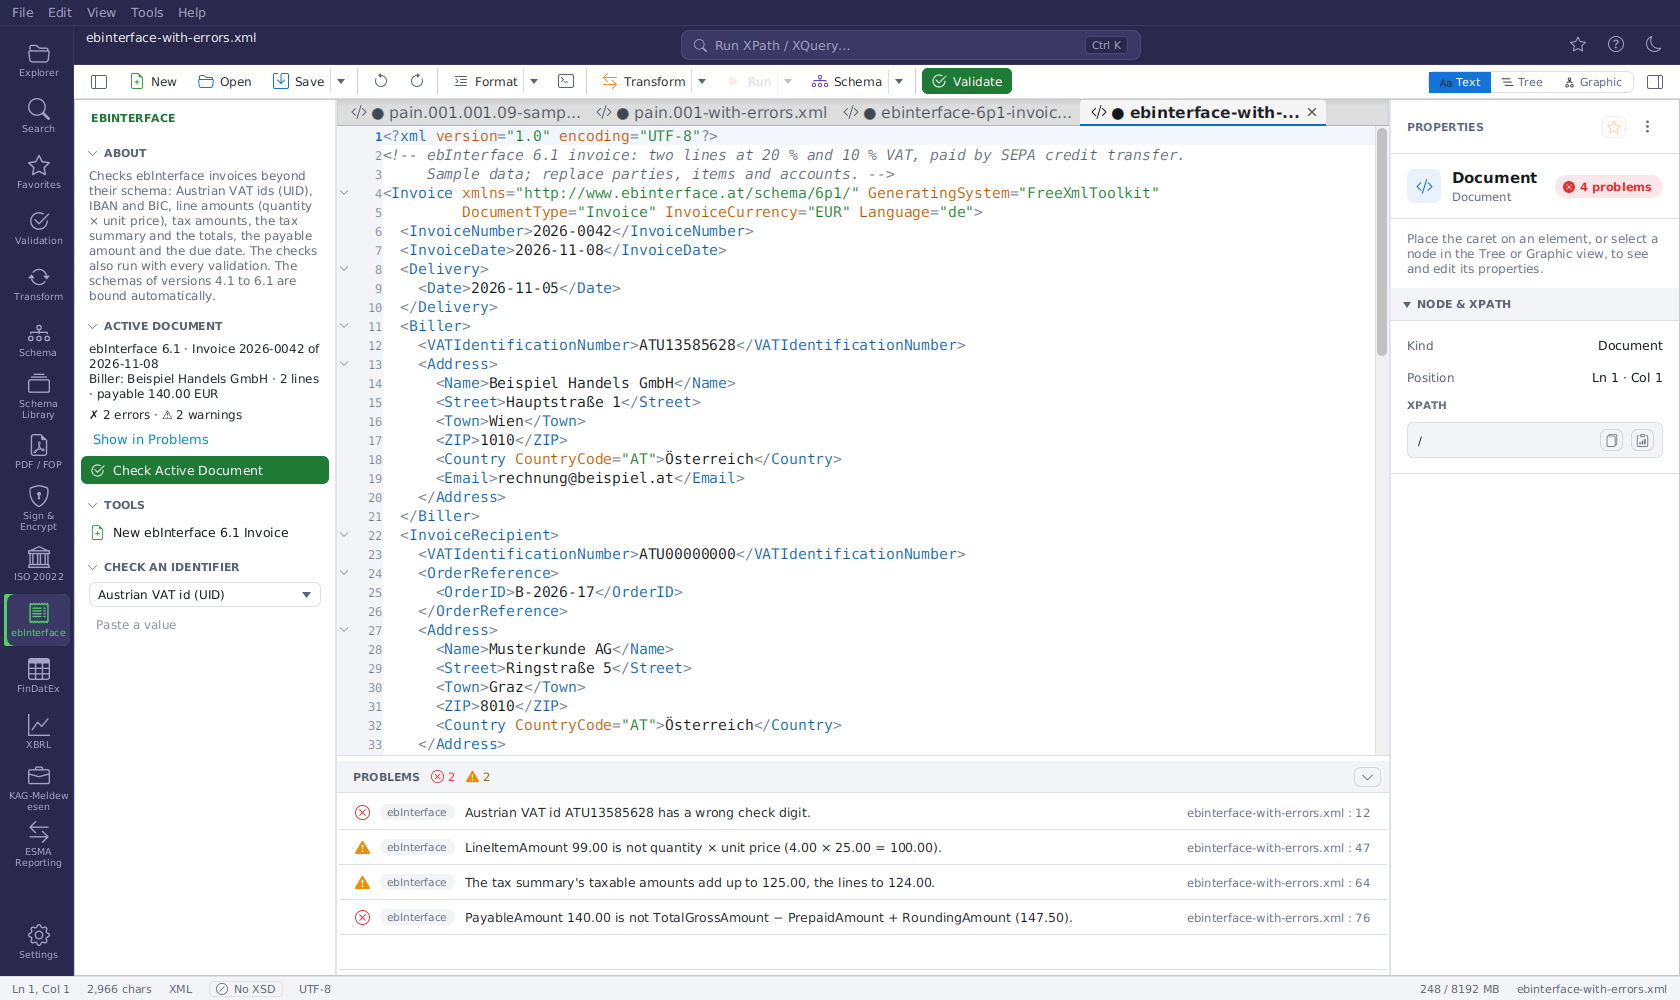 File Edit View Tools Help
ebinterface-with-errors.xml
Run XPath / XQuery... Ctrl K
New Open Save Format Transform Run Schema Validate
Text Tree Graphic
Explorer
Search
Favorites
Validation
Transform
Schema
Schema
Library
PDF / FOP
Sign &
Encrypt
ISO 20022
ebInterface
FinDatEx
XBRL
KAG-Meldew
esen
ESMA
Reporting
Settings
EBINTERFACE
ABOUT
Checks ebInterface invoices beyond
their schema: Austrian VAT ids (UID),
IBAN and BIC, line amounts (quantity
× unit price), tax amounts, the tax
summary and the totals, the payable
amount and the due date. The checks
also run with every validation. The
schemas of versions 4.1 to 6.1 are
bound automatically.
ACTIVE DOCUMENT
ebInterface 6.1 · Invoice 2026-0042 of
2026-11-08
Biller: Beispiel Handels GmbH · 2 lines
· payable 140.00 EUR
✗ 2 errors · ⚠ 2 warnings
Show in Problems
Check Active Document
TOOLS
New ebInterface 6.1 Invoice
CHECK AN IDENTIFIER
Austrian VAT id (UID)
Paste a value
</> ● pain.001.001.09-samp... </> ● pain.001-with-errors.xml </> ● ebinterface-6p1-invoic... </> ● ebinterface-with-... ×
1 <?xml version="1.0" encoding="UTF-8"?>
2 <!-- ebInterface 6.1 invoice: two lines at 20 % and 10 % VAT, paid by SEPA credit transfer.
3 Sample data; replace parties, items and accounts. -->
4 <Invoice xmlns="http://www.ebinterface.at/schema/6p1/" GeneratingSystem="FreeXmlToolkit"
5 DocumentType="Invoice" InvoiceCurrency="EUR" Language="de">
6 <InvoiceNumber>2026-0042</InvoiceNumber>
7 <InvoiceDate>2026-11-08</InvoiceDate>
8 <Delivery>
9 <Date>2026-11-05</Date>
10 </Delivery>
11 <Biller>
12 <VATIdentificationNumber>ATU13585628</VATIdentificationNumber>
13 <Address>
14 <Name>Beispiel Handels GmbH</Name>
15 <Street>Hauptstraße 1</Street>
16 <Town>Wien</Town>
17 <ZIP>1010</ZIP>
18 <Country CountryCode="AT">Österreich</Country>
19 <Email>rechnung@beispiel.at</Email>
20 </Address>
21 </Biller>
22 <InvoiceRecipient>
23 <VATIdentificationNumber>ATU00000000</VATIdentificationNumber>
24 <OrderReference>
25 <OrderID>B-2026-17</OrderID>
26 </OrderReference>
27 <Address>
28 <Name>Musterkunde AG</Name>
29 <Street>Ringstraße 5</Street>
30 <Town>Graz</Town>
31 <ZIP>8010</ZIP>
32 <Country CountryCode="AT">Österreich</Country>
33 </Address>
PROBLEMS 2 2
ebInterface Austrian VAT id ATU13585628 has a wrong check digit. ebinterface-with-errors.xml : 12
ebInterface LineItemAmount 99.00 is not quantity × unit price (4.00 × 25.00 = 100.00). ebinterface-with-errors.xml : 47
ebInterface The tax summary's taxable amounts add up to 125.00, the lines to 124.00. ebinterface-with-errors.xml : 64
ebInterface PayableAmount 140.00 is not TotalGrossAmount − PrepaidAmount + RoundingAmount (147.50). ebinterface-with-errors.xml : 76
PROPERTIES
</> Document
Document
4 problems
Place the caret on an element, or select a
node in the Tree or Graphic view, to see
and edit its properties.
NODE & XPATH
Kind Document
Position Ln 1 · Col 1
XPATH
/
Ln 1, Col 1 2,966 chars XML No XSD UTF-8 248 / 8192 MB ebinterface-with-errors.xml